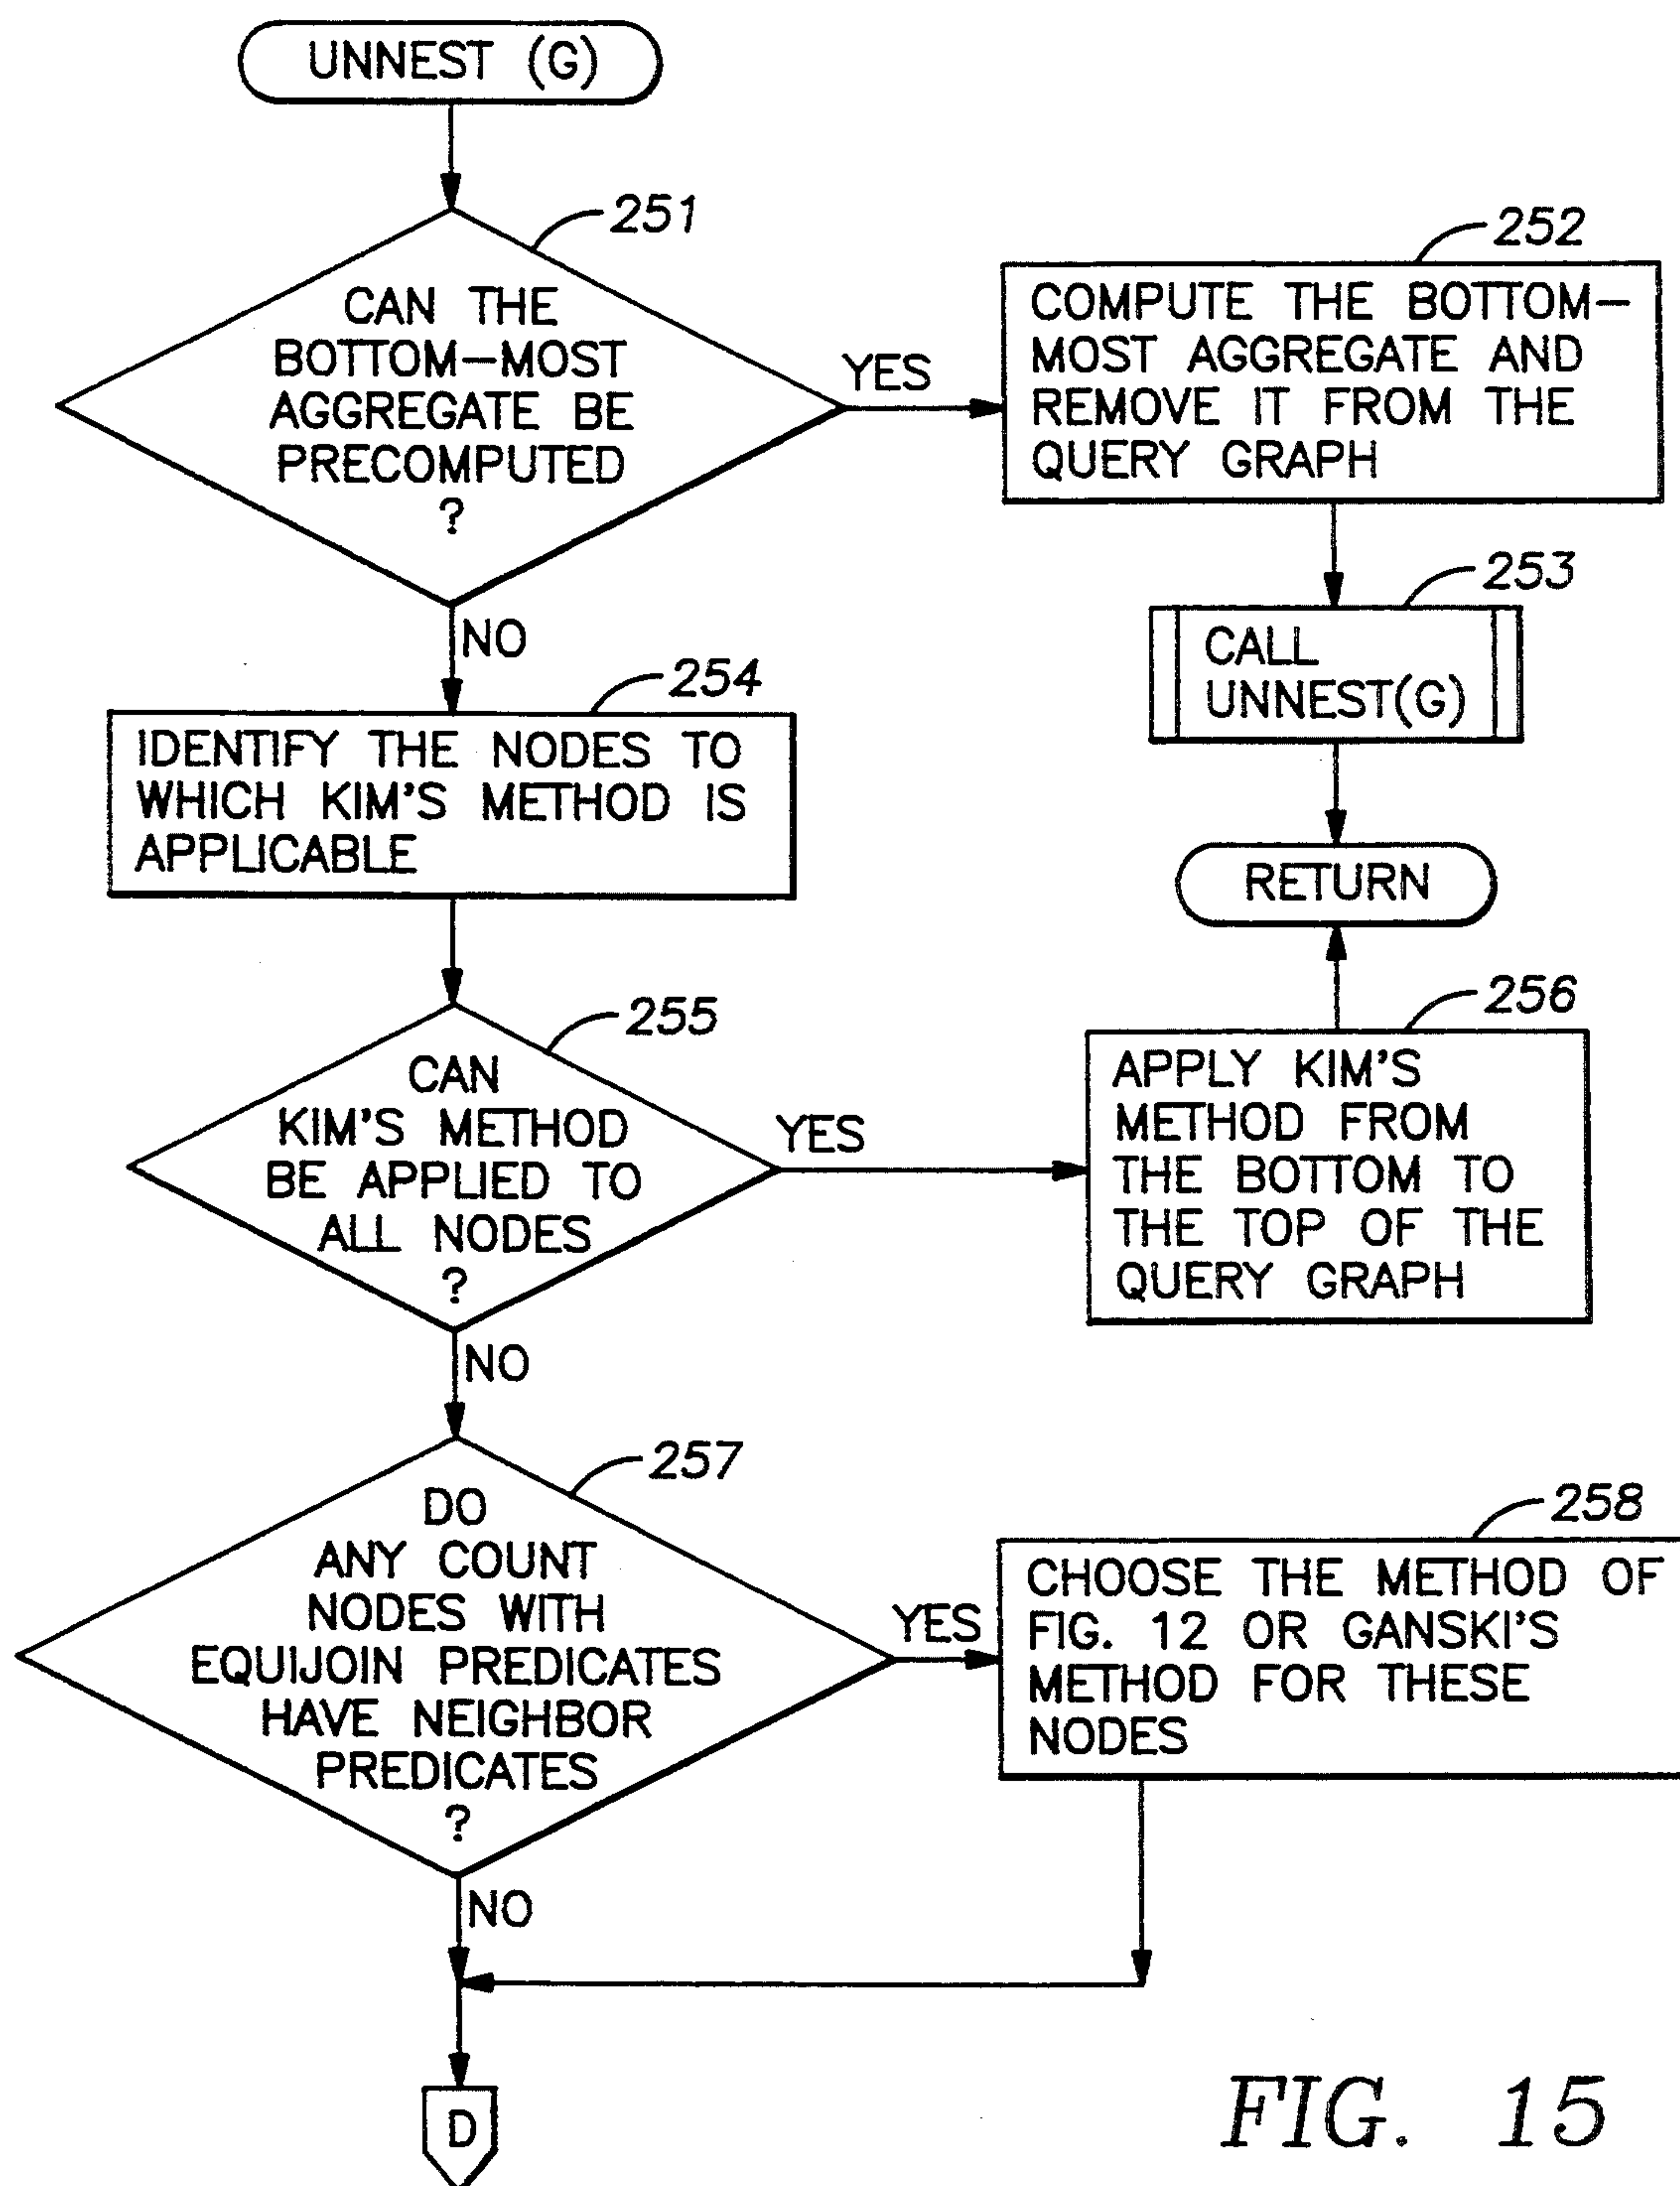 UNNEST (G)
251
CAN THE
BOTTOM-MOST
AGGREGATE BE
PRECOMPUTED
?
YES
252
COMPUTE THE BOTTOM-
MOST AGGREGATE AND
REMOVE IT FROM THE
QUERY GRAPH
253
CALL
UNNEST(G)
RETURN
NO
254
IDENTIFY THE NODES TO
WHICH KIM'S METHOD IS
APPLICABLE
255
CAN
KIM'S METHOD
BE APPLIED TO
ALL NODES
?
YES
256
APPLY KIM'S
METHOD FROM
THE BOTTOM TO
THE TOP OF THE
QUERY GRAPH
NO
257
DO
ANY COUNT
NODES WITH
EQUIJOIN PREDICATES
HAVE NEIGHBOR
PREDICATES
?
YES
258
CHOOSE THE METHOD OF
FIG. 12 OR GANSKI'S
METHOD FOR THESE
NODES
NO
D
FIG. 15